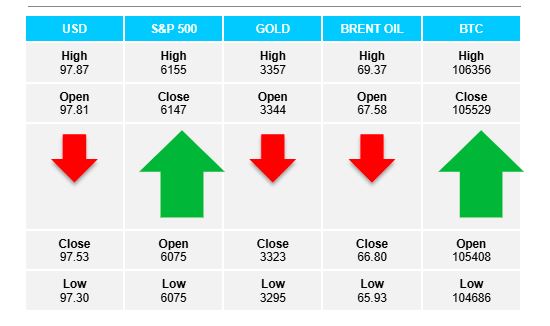 USD S&P 500 GOLD BRENT OIL BTC
High High High High High
97.87 6155 3357 69.37 106356
Open Close Open Open Close
97.81 6147 3344 67.58 105529
Close Open Close Close Open
97.53 6075 3323 66.80 105408
Low Low Low Low Low
97.30 6075 3295 65.93 104686